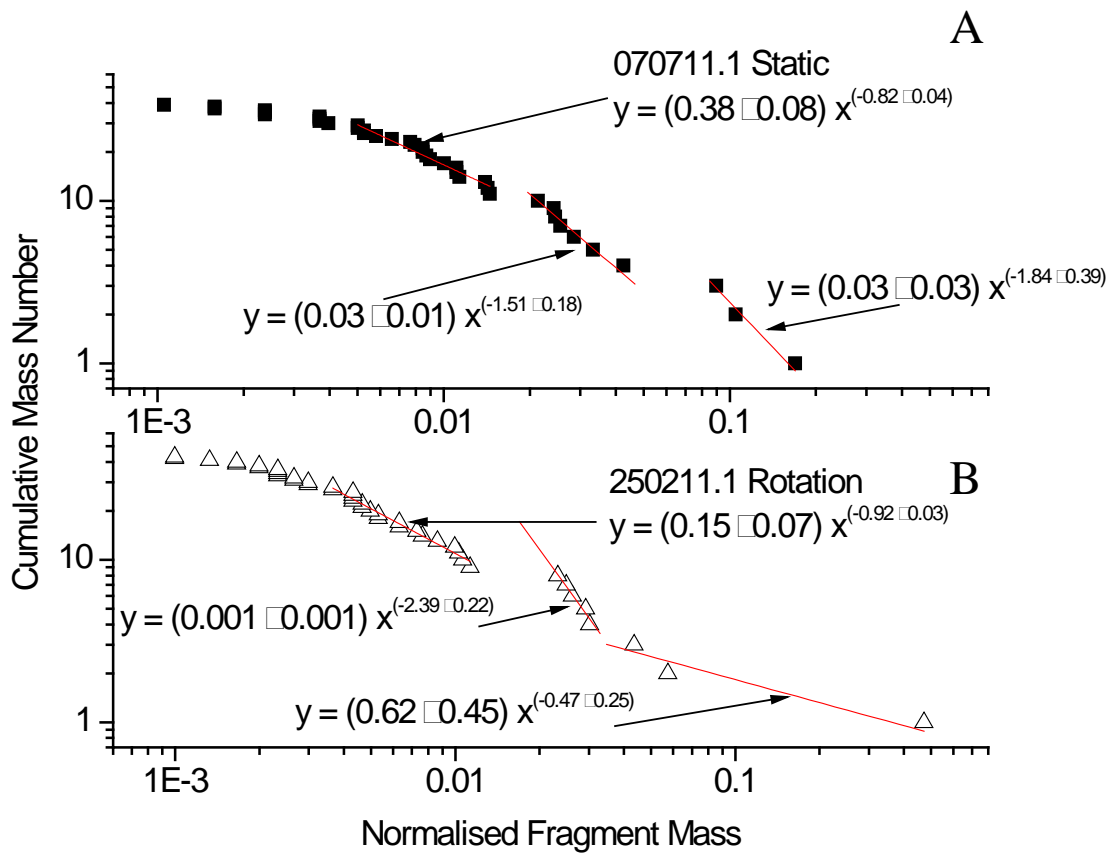 A
070711.1 Static
y = (0.38 □0.08) x(-0.82 □0.04)
10
y = (0.03 □0.01) x(-1.51 □0.18)
y = (0.03 □0.03) x(-1.84 □0.39)
1
1E-3 0.01 0.1
Cumulative Mass Number
B
250211.1 Rotation
y = (0.15 □0.07) x(-0.92 □0.03)
10
y = (0.001 □0.001) x(-2.39 □0.22)
y = (0.62 □0.45) x(-0.47 □0.25)
1
1E-3 0.01 0.1
Normalised Fragment Mass